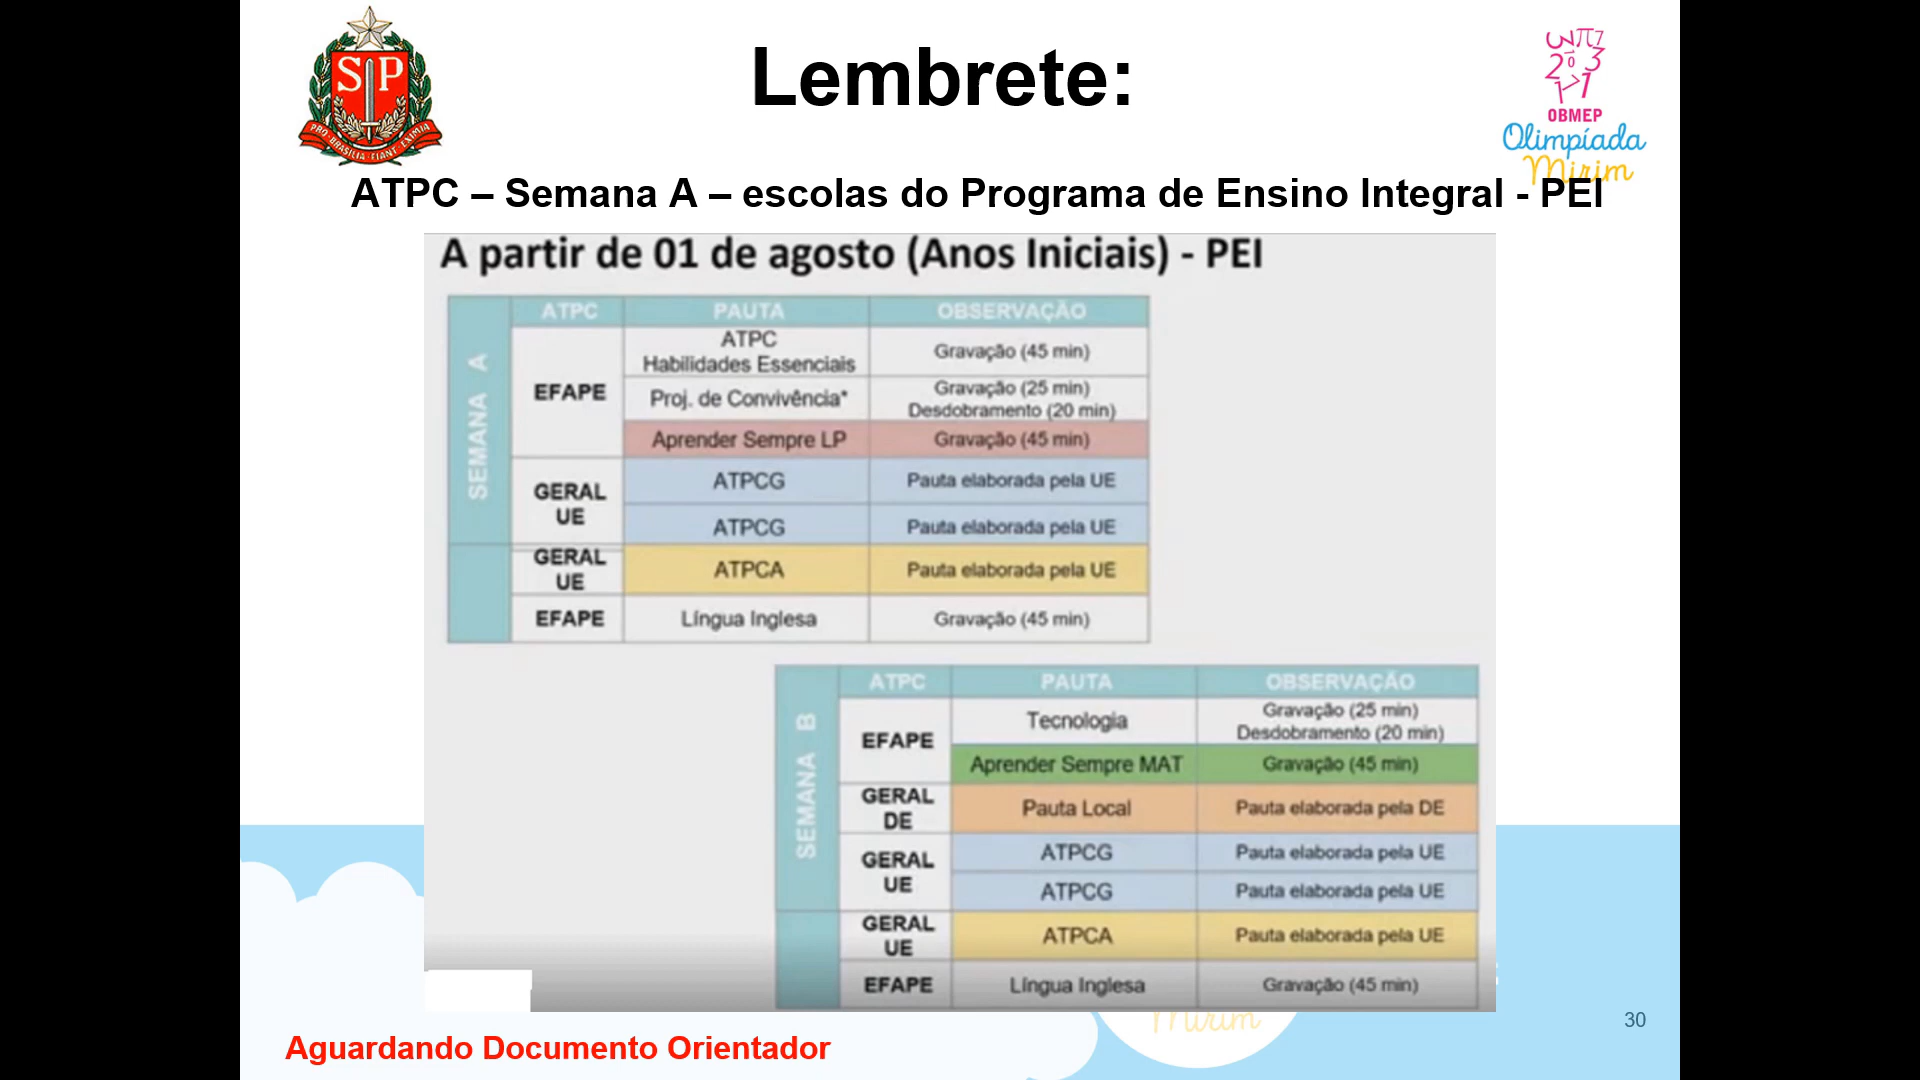 Lembrete:
SP
PRO·BRASILIA·FIANT·EXIMIA
OBMEP
Olimpíada
Mirim
ATPC – Semana A – escolas do Programa de Ensino Integral - PEI
A partir de 01 de agosto (Anos Iniciais) - PEI
SEMANA A
ATPC PAUTA OBSERVAÇÃO
EFAPE
ATPC
Habilidades Essenciais
Gravação (45 min)
Proj. de Convivência*
Gravação (25 min)
Desdobramento (20 min)
Aprender Sempre LP Gravação (45 min)
GERAL
UE
ATPCG Pauta elaborada pela UE
ATPCG Pauta elaborada pela UE
GERAL
UE
ATPCA Pauta elaborada pela UE
EFAPE Língua Inglesa Gravação (45 min)
SEMANA B
ATPC PAUTA OBSERVAÇÃO
EFAPE
Tecnologia
Gravação (25 min)
Desdobramento (20 min)
Aprender Sempre MAT Gravação (45 min)
GERAL
DE
Pauta Local Pauta elaborada pela DE
GERAL
UE
ATPCG Pauta elaborada pela UE
ATPCG Pauta elaborada pela UE
GERAL
UE
ATPCA Pauta elaborada pela UE
EFAPE Língua Inglesa Gravação (45 min)
Mirim
30
Aguardando Documento Orientador